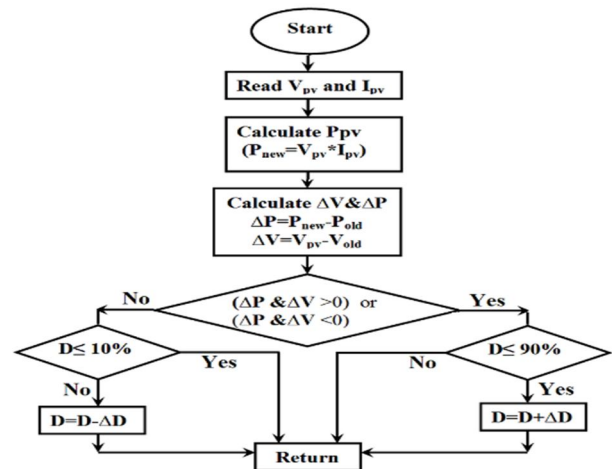 Start
Read Vpv and Ipv
Calculate Ppv
(Pnew=Vpv*Ipv)
Calculate ΔV&ΔP
ΔP=Pnew-Pold
ΔV=Vpv-Vold
No
(ΔP &ΔV >0) or
(ΔP &ΔV <0)
Yes
D≤ 10%
Yes
No
D≤ 90%
No
Yes
D=D-ΔD
D=D+ΔD
Return